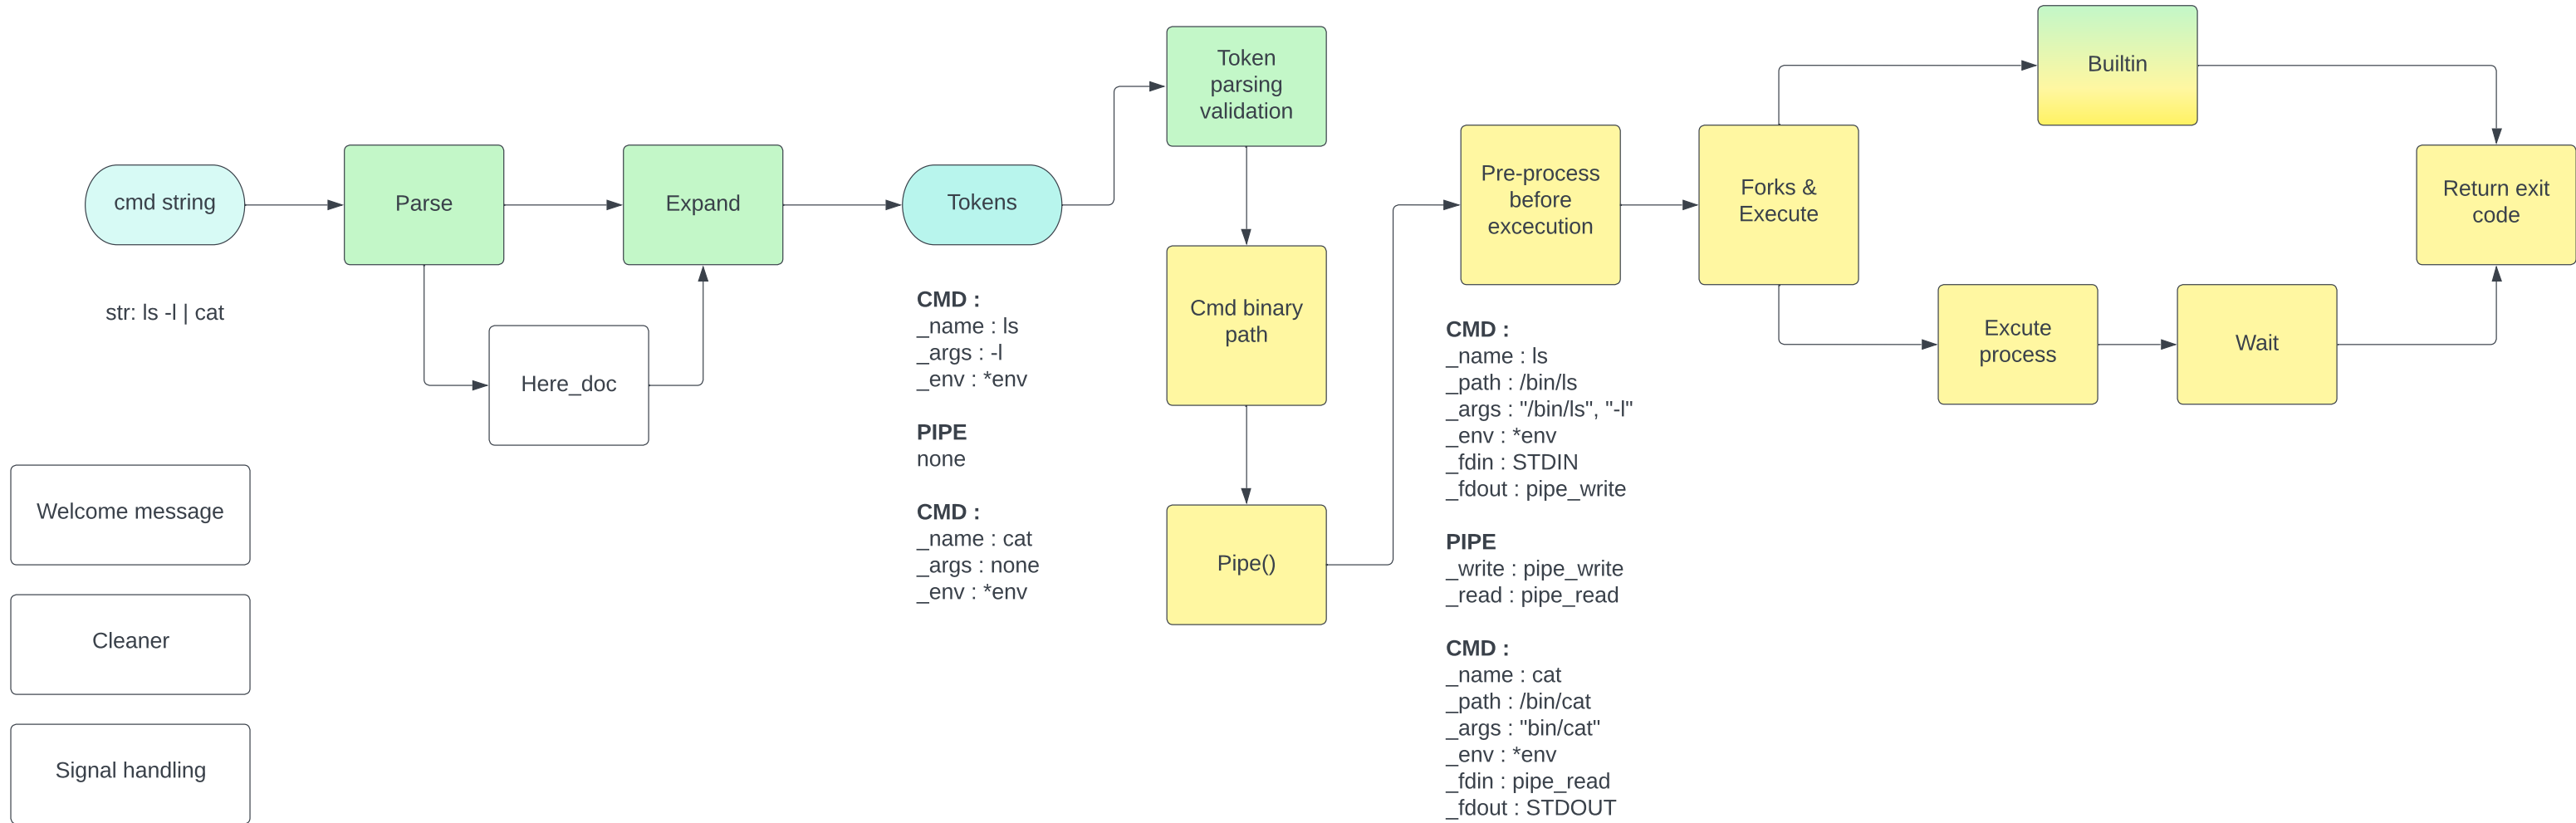 cmd string
str: ls -l | cat
Parse
Expand
Here_doc
Tokens
CMD :
_name : ls
_args : -l
_env : *env
PIPE
none
CMD :
_name : cat
_args : none
_env : *env
Token
parsing
validation
Cmd binary
path
Pipe()
Pre-process
before
excecution
CMD :
_name : ls
_path : /bin/ls
_args : "/bin/ls", "-l"
_env : *env
_fdin : STDIN
_fdout : pipe_write
PIPE
_write : pipe_write
_read : pipe_read
CMD :
_name : cat
_path : /bin/cat
_args : "bin/cat"
_env : *env
_fdin : pipe_read
_fdout : STDOUT
Forks &
Execute
Builtin
Excute
process
Wait
Return exit
code
Welcome message
Cleaner
Signal handling